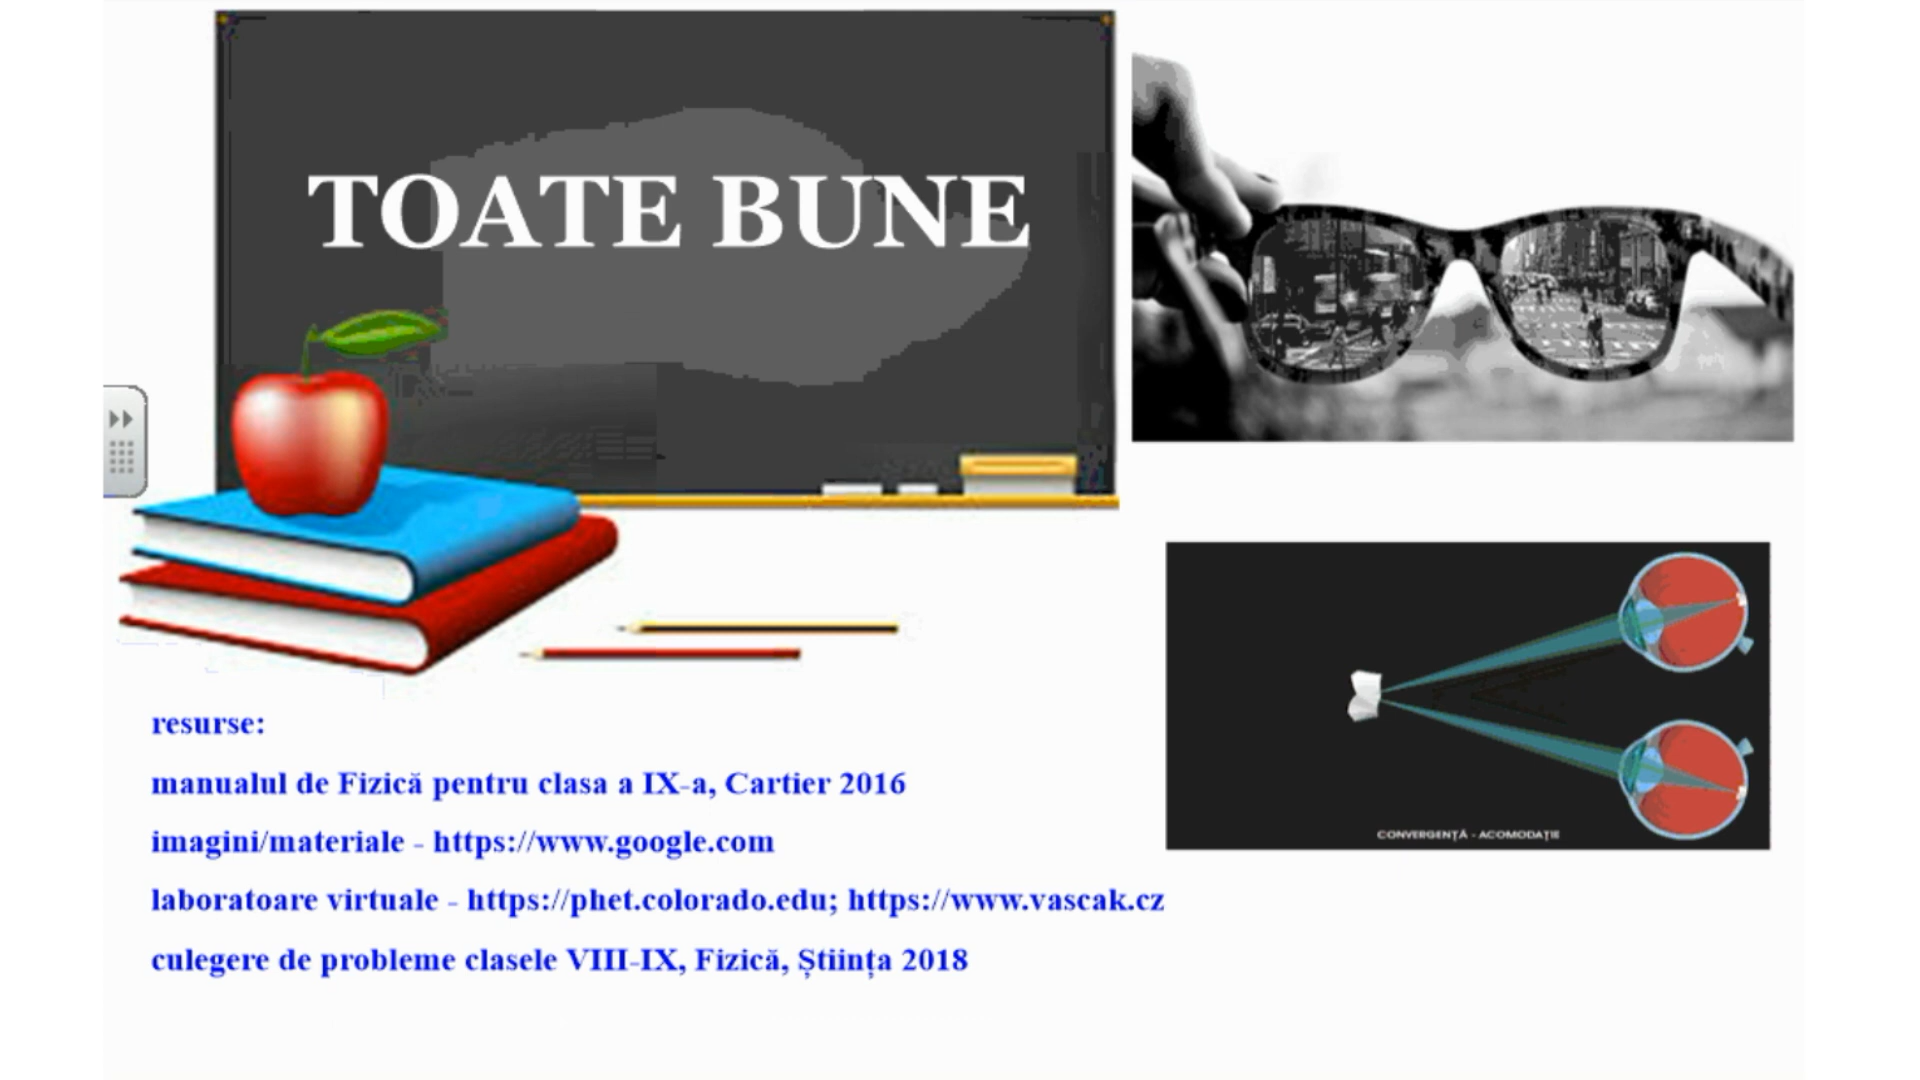 TOATE BUNE
resurse:
manualul de Fizică pentru clasa a IX-a, Cartier 2016
imagini/materiale - https://www.google.com
laboratoare virtuale - https://phet.colorado.edu; https://www.vascak.cz
culegere de probleme clasele VIII-IX, Fizică, Știința 2018
CONVERGENȚĂ - ACOMODAȚIE